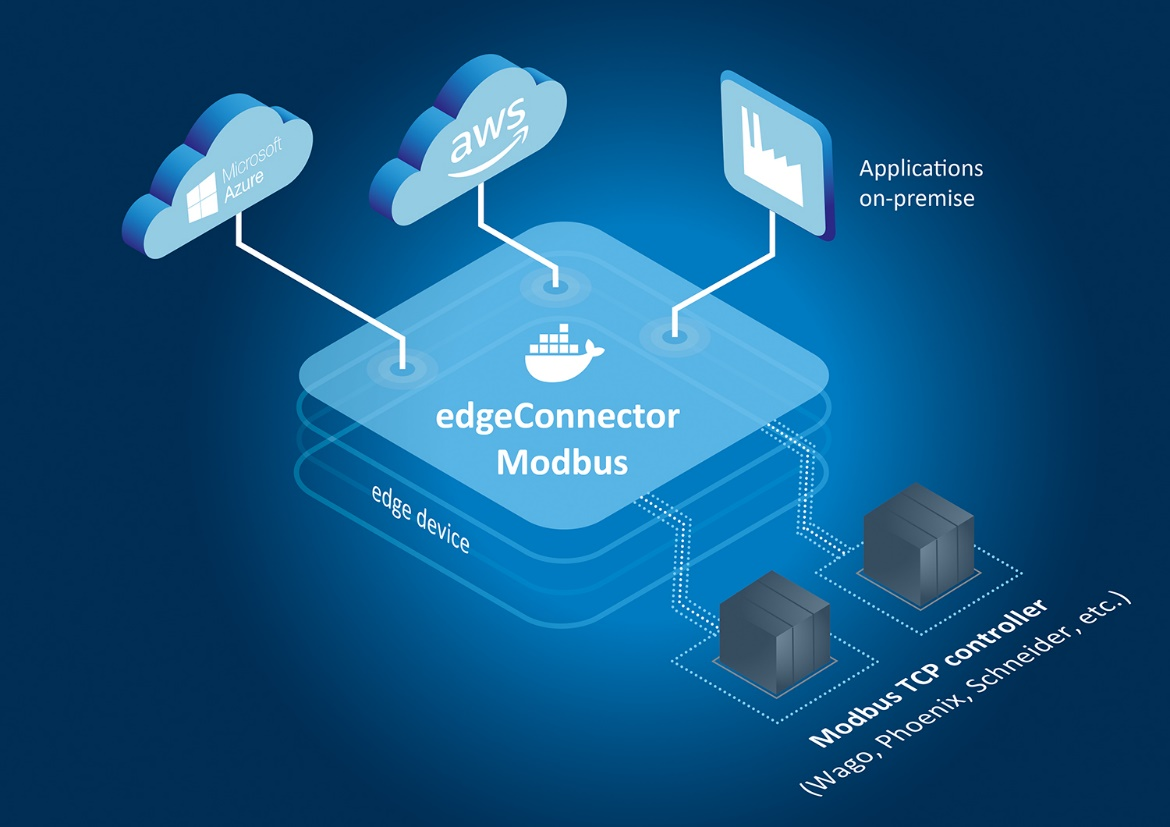 Microsoft
Azure
aws
Applications
on-premise
edgeConnector
Modbus
edge device
Modbus TCP controller
(Wago, Phoenix, Schneider, etc.)